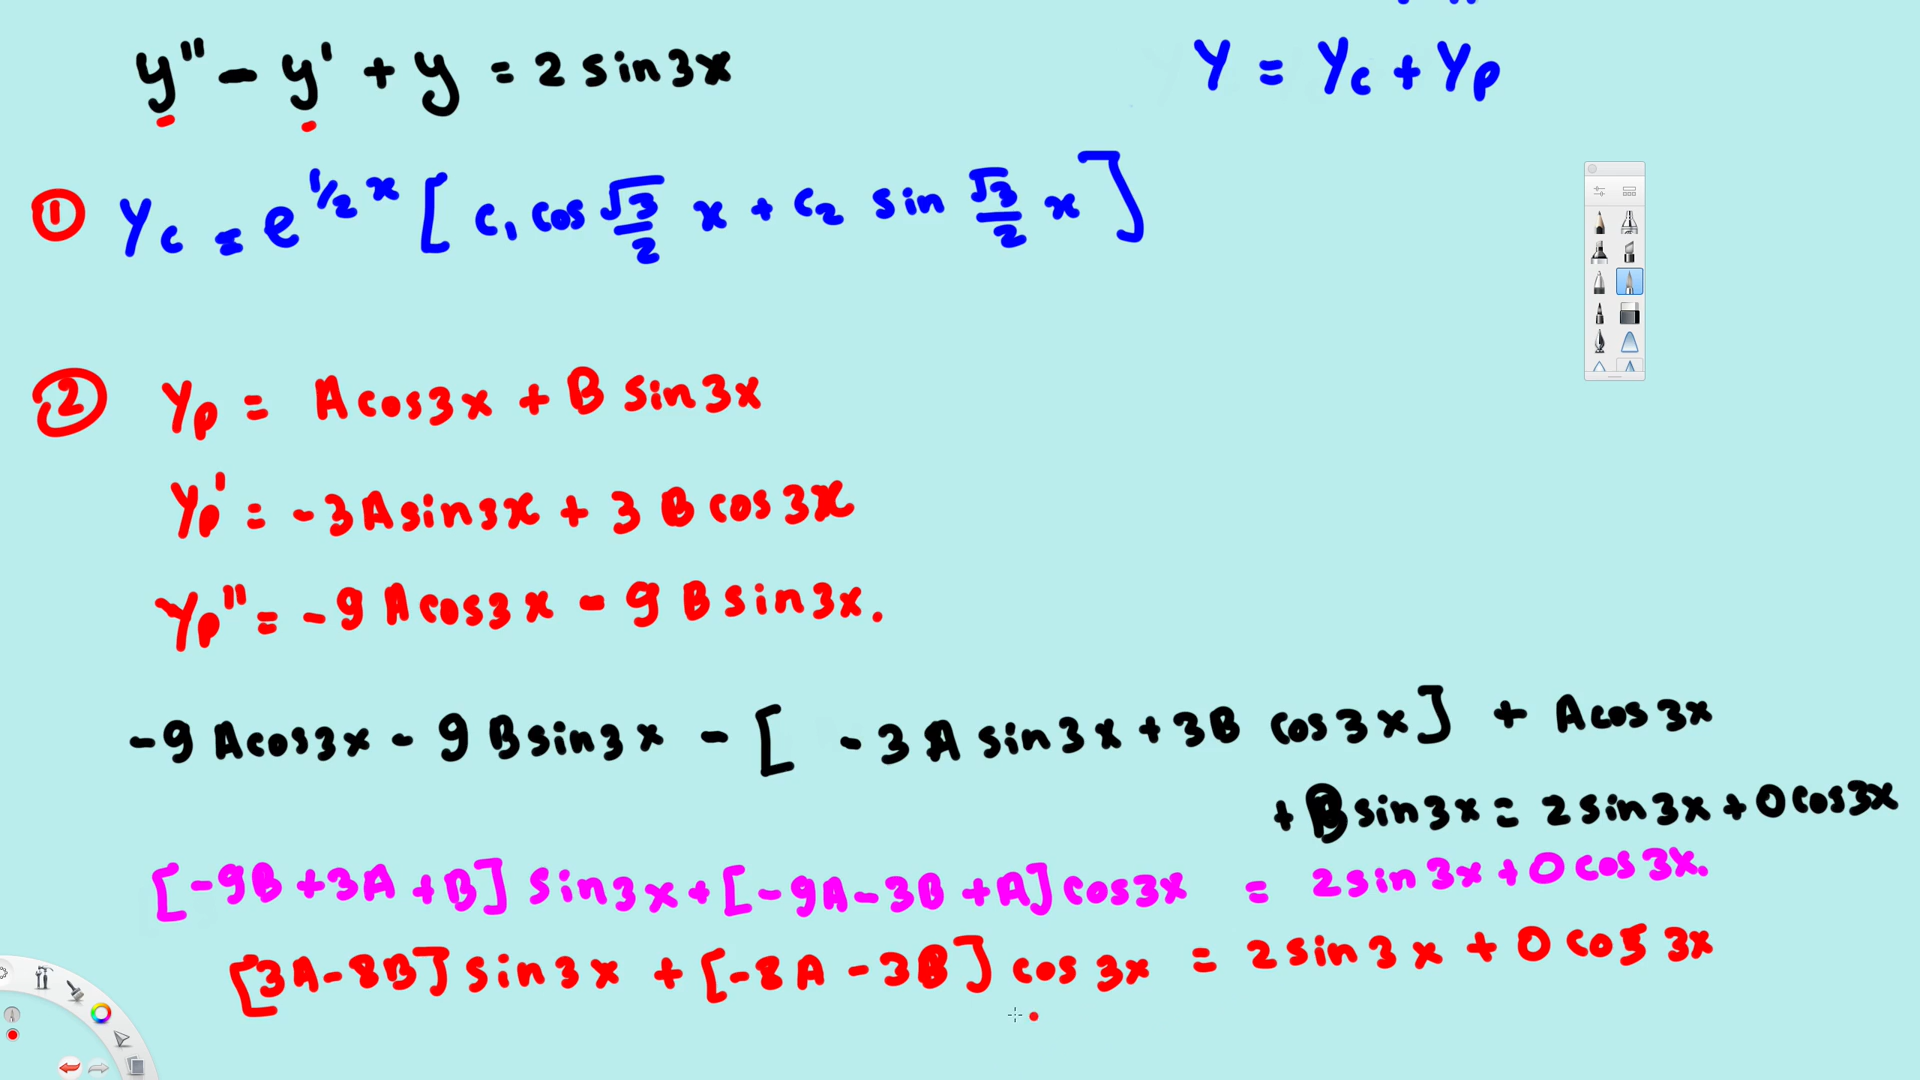 y'' - y' + y = 2 sin3x
Y = Yc + Yp
① Yc = e^{1/2 x} [ c₁ cos √3/2 x + c₂ sin √3/2 x ]
② Yp = A cos3x + B sin3x
Yp' = -3A sin3x + 3B cos3x
Yp'' = -9A cos3x - 9B sin3x.
-9A cos3x - 9B sin3x - [ -3A sin3x + 3B cos3x ] + A cos3x
+ B sin3x = 2 sin3x + 0 cos3x
[-9B + 3A + B] sin3x + [-9A - 3B + A] cos3x = 2 sin3x + 0 cos3x.
[3A - 8B] sin3x + [-8A - 3B] cos3x = 2 sin3x + 0 cos3x